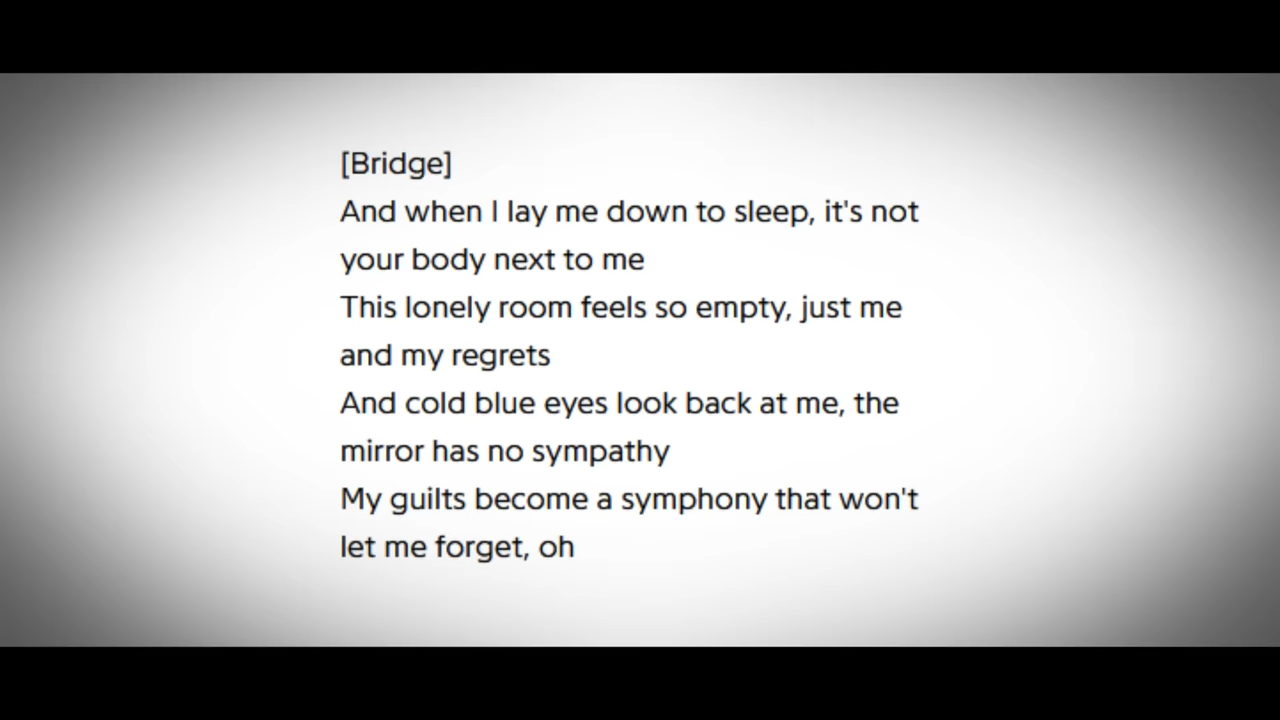 [Bridge]
And when I lay me down to sleep, it's not
your body next to me
This lonely room feels so empty, just me
and my regrets
And cold blue eyes look back at me, the
mirror has no sympathy
My guilts become a symphony that won't
let me forget, oh